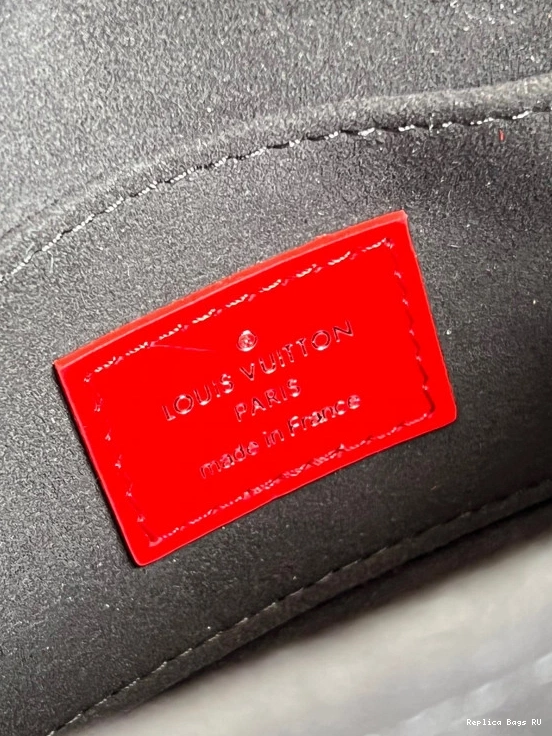 ®
LOUIS VUITTON
PARIS
made in France
Replica Bags RU